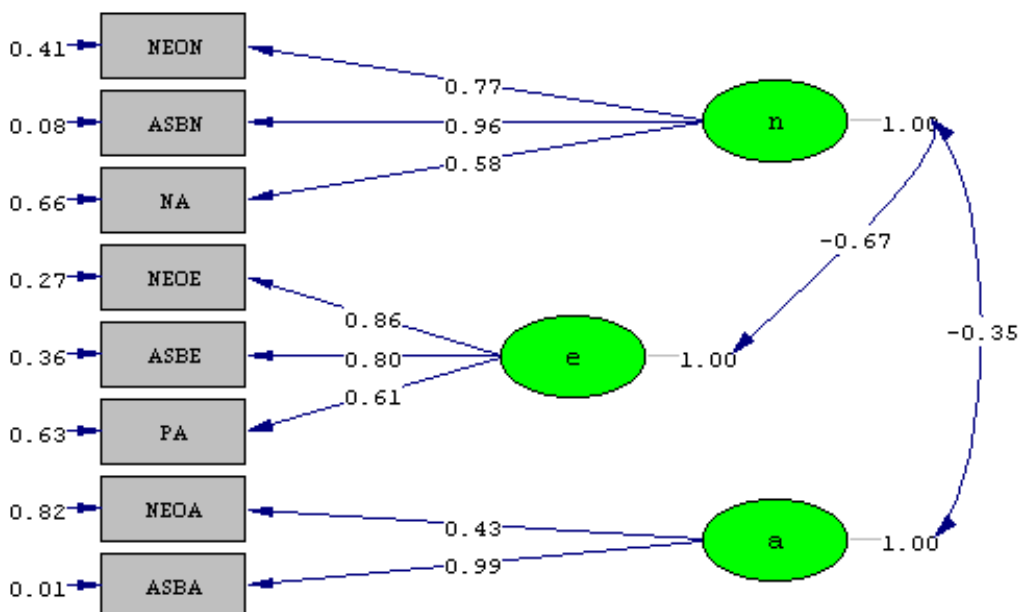 0.41 NEON
0.77
0.08 ASBN 0.96 n 1.00
0.58
0.66 NA
-0.67
0.27 NEOE
0.86
-0.35
0.36 ASBE 0.80 e 1.00
0.61
0.63 PA
0.82 NEOA
0.43
a 1.00
0.99
0.01 ASBA